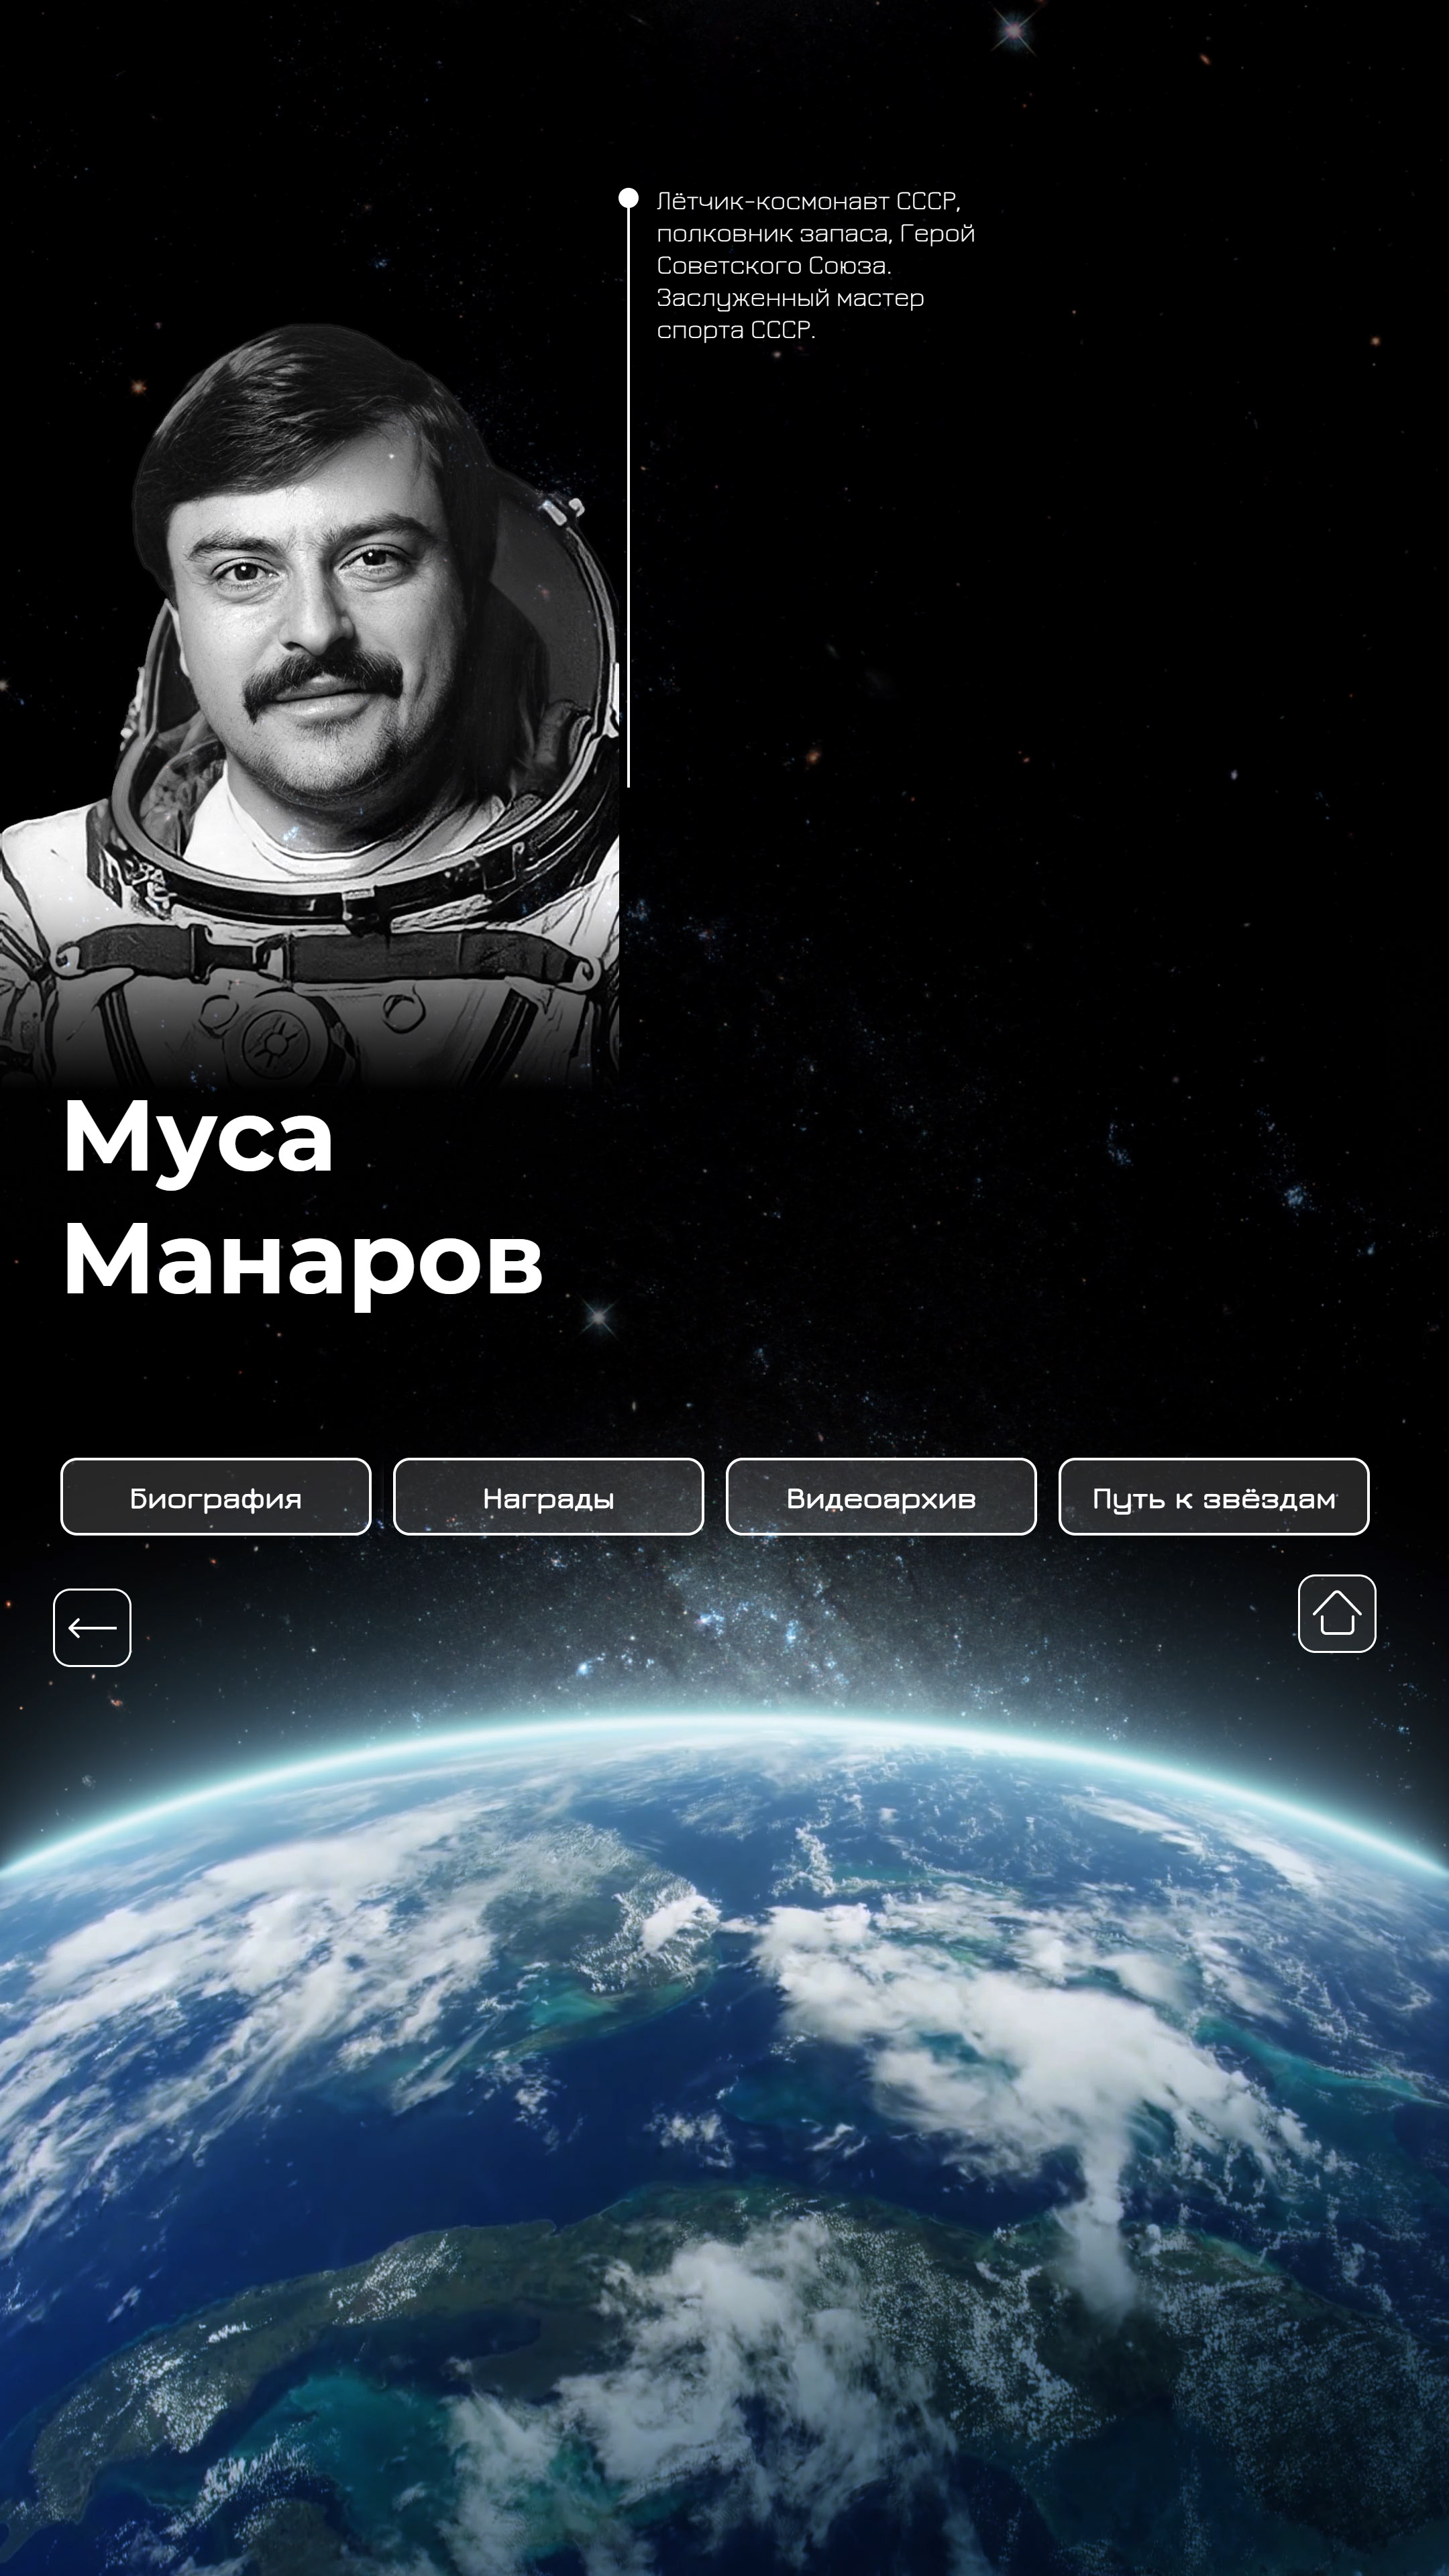 Лётчик-космонавт СССР,
полковник запаса, Герой
Советского Союза.
Заслуженный мастер
спорта СССР.
Муса
Манаров
Биография
Награды
Видеоархив
Путь к звёздам